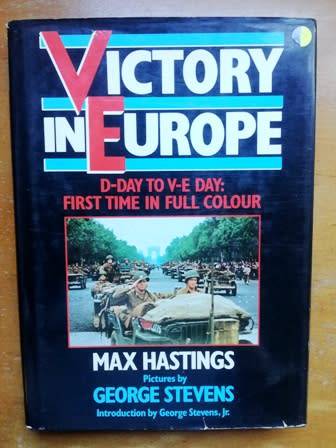 VICTORY
IN EUROPE
D-DAY TO V-E DAY:
FIRST TIME IN FULL COLOUR
MAX HASTINGS
Pictures by
GEORGE STEVENS
Introduction by George Stevens, Jr.